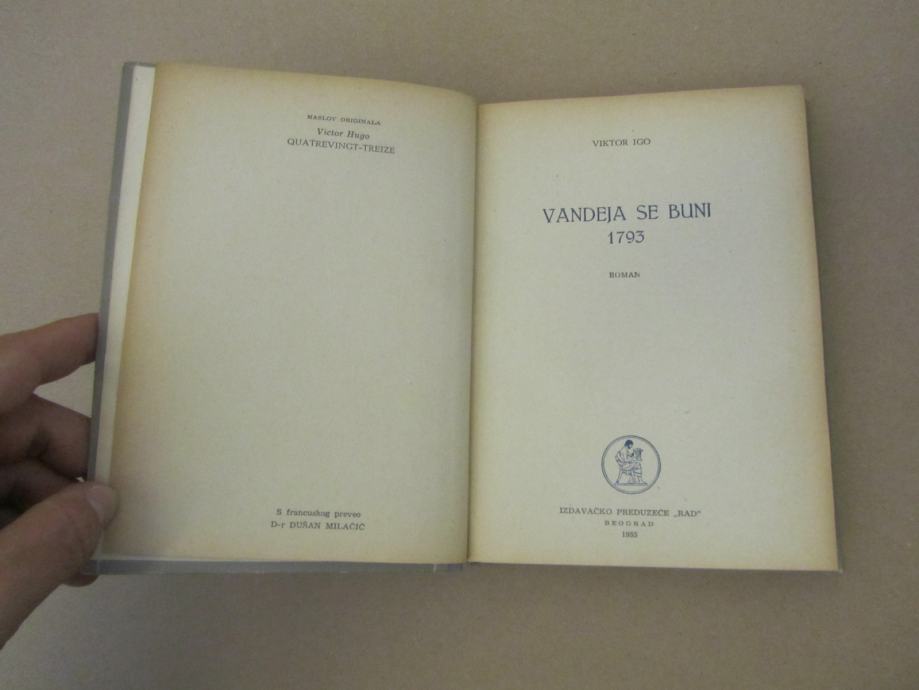 NASLOV ORIGINALA
Victor Hugo
QUATREVINGT-TREIZE
S francuskog preveo
D-r DUŠAN MILAČIĆ
VIKTOR IGO
VANDEJA SE BUNI
1793
ROMAN
IZDAVAČKO PREDUZEĆE „RAD“
BEOGRAD
1955